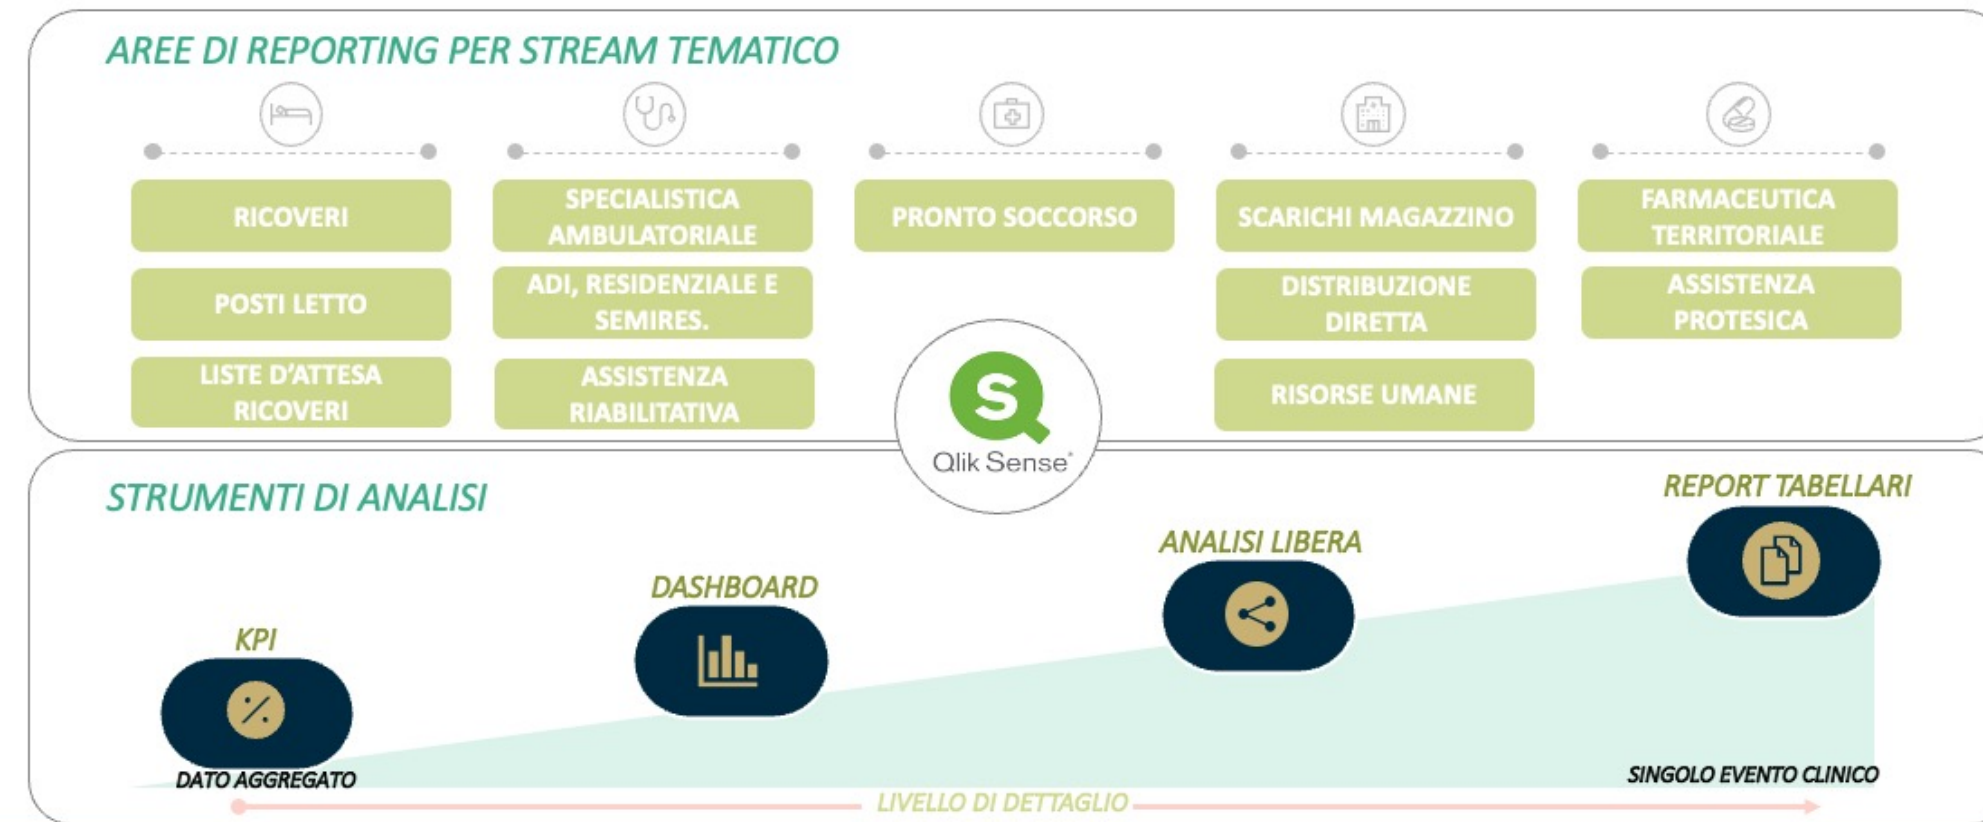 AREE DI REPORTING PER STREAM TEMATICO
RICOVERI
POSTI LETTO
LISTE D'ATTESA
RICOVERI
SPECIALISTICA
AMBULATORIALE
ADI, RESIDENZIALE E
SEMIRES.
ASSISTENZA
RIABILITATIVA
PRONTO SOCCORSO
SCARICHI MAGAZZINO
DISTRIBUZIONE
DIRETTA
RISORSE UMANE
FARMACEUTICA
TERRITORIALE
ASSISTENZA
PROTESICA
Qlik Sense®
STRUMENTI DI ANALISI
KPI
DASHBOARD
ANALISI LIBERA
REPORT TABELLARI
DATO AGGREGATO
SINGOLO EVENTO CLINICO
LIVELLO DI DETTAGLIO